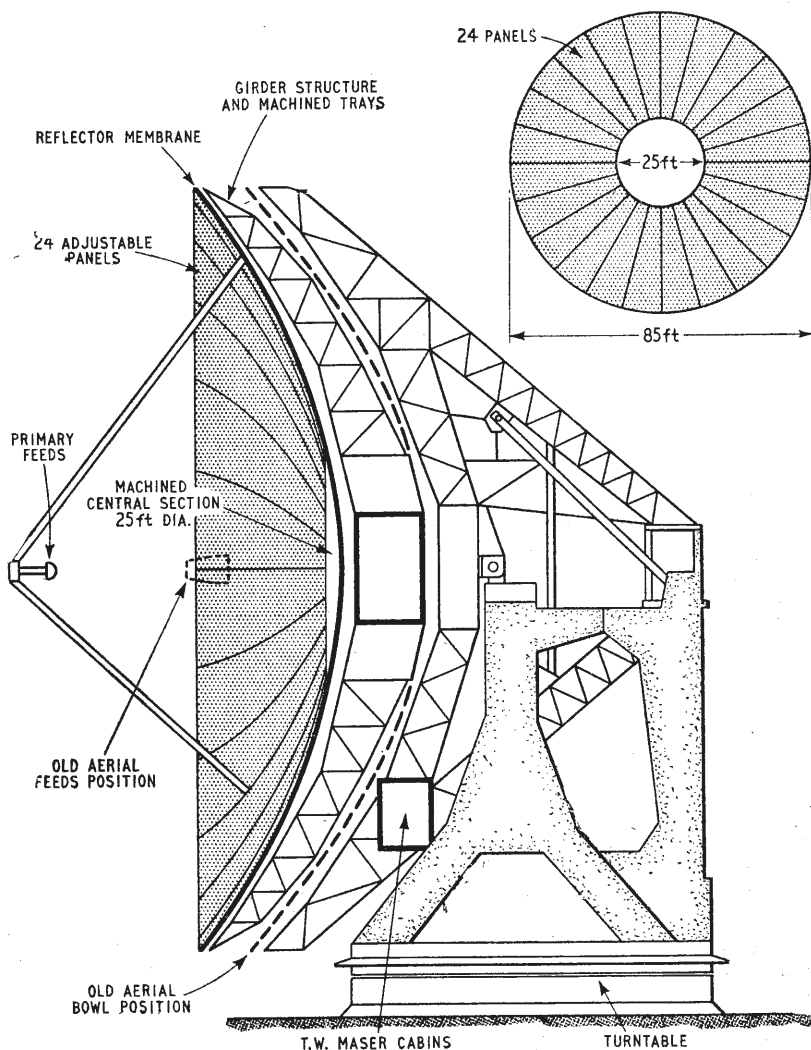 24 PANELS
25ft
85ft
GIRDER STRUCTURE
AND MACHINED TRAYS
REFLECTOR MEMBRANE
24 ADJUSTABLE
PANELS
PRIMARY
FEEDS
MACHINED
CENTRAL SECTION
25ft DIA.
OLD AERIAL
FEEDS POSITION
OLD AERIAL
BOWL POSITION
T.W. MASER CABINS
TURNTABLE